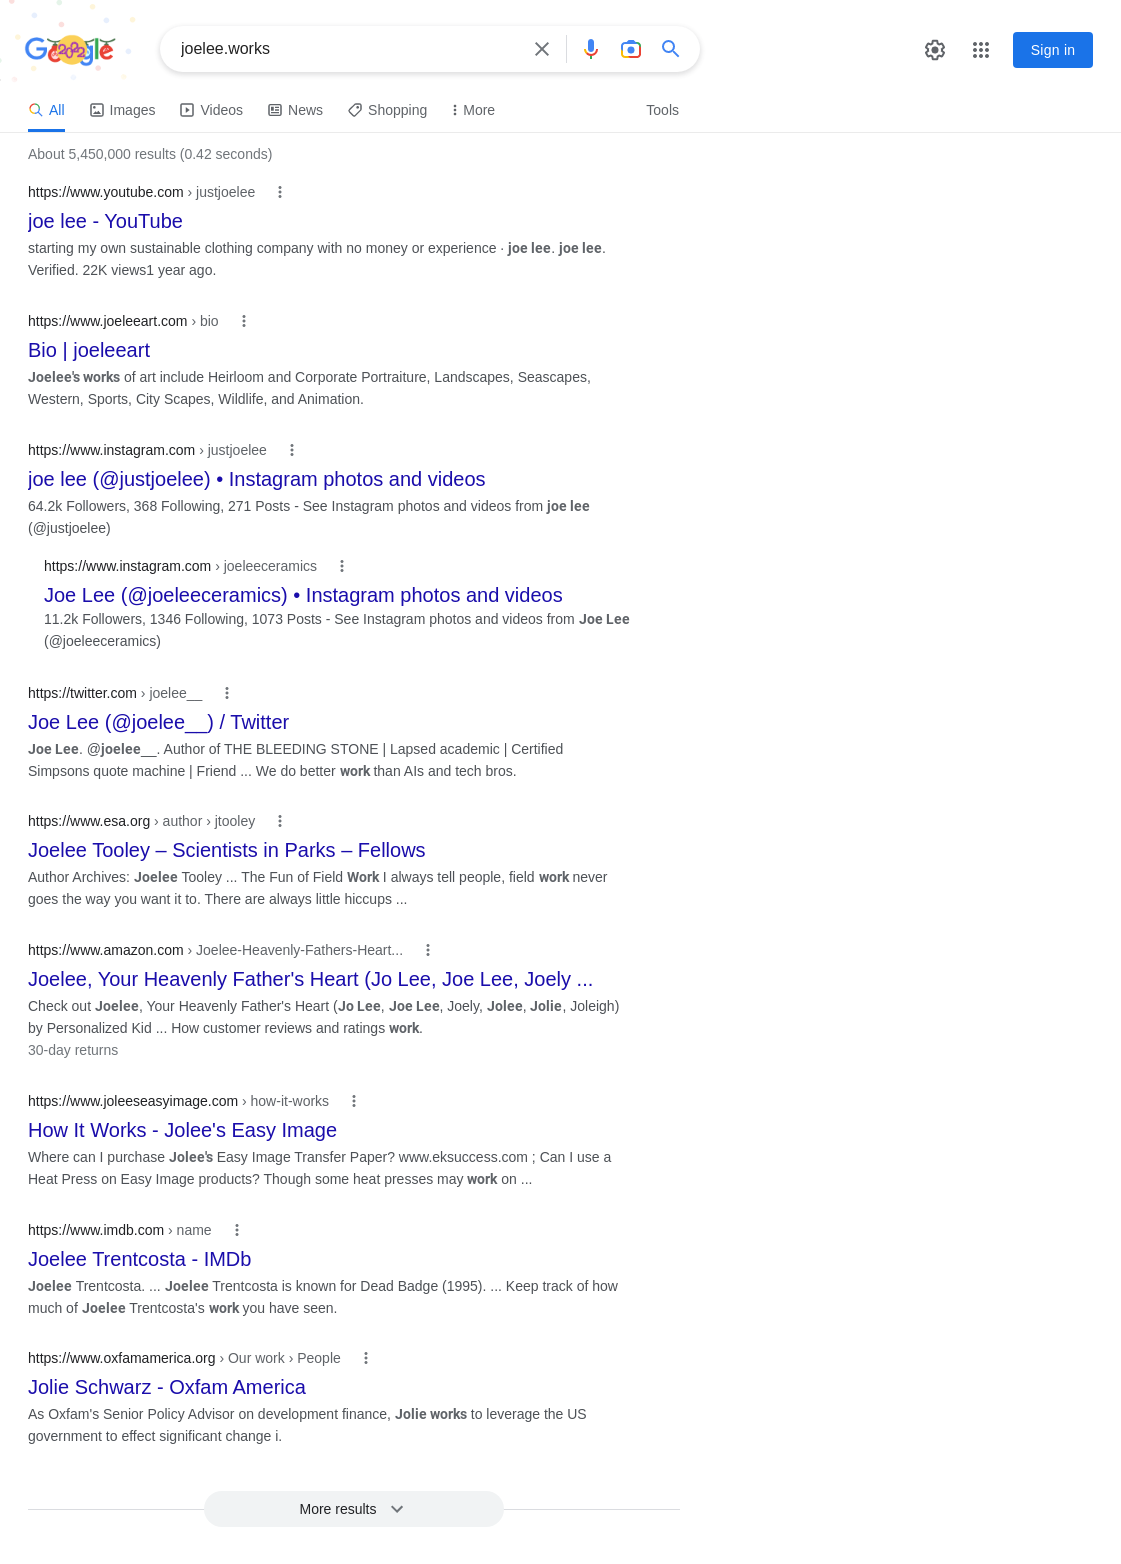 Google
joelee.works
Sign in
All
Images
Videos
News
Shopping
More
Tools
About 5,450,000 results (0.42 seconds)
https://www.youtube.com › justjoelee
joe lee - YouTube
starting my own sustainable clothing company with no money or experience · joe lee. joe lee.
Verified. 22K views1 year ago.
https://www.joeleeart.com › bio
Bio | joeleeart
Joelee's works of art include Heirloom and Corporate Portraiture, Landscapes, Seascapes,
Western, Sports, City Scapes, Wildlife, and Animation.
https://www.instagram.com › justjoelee
joe lee (@justjoelee) • Instagram photos and videos
64.2k Followers, 368 Following, 271 Posts - See Instagram photos and videos from joe lee
(@justjoelee)
https://www.instagram.com › joeleeceramics
Joe Lee (@joeleeceramics) • Instagram photos and videos
11.2k Followers, 1346 Following, 1073 Posts - See Instagram photos and videos from Joe Lee
(@joeleeceramics)
https://twitter.com › joelee__
Joe Lee (@joelee__) / Twitter
Joe Lee. @joelee__. Author of THE BLEEDING STONE | Lapsed academic | Certified
Simpsons quote machine | Friend ... We do better work than AIs and tech bros.
https://www.esa.org › author › jtooley
Joelee Tooley – Scientists in Parks – Fellows
Author Archives: Joelee Tooley ... The Fun of Field Work I always tell people, field work never
goes the way you want it to. There are always little hiccups ...
https://www.amazon.com › Joelee-Heavenly-Fathers-Heart...
Joelee, Your Heavenly Father's Heart (Jo Lee, Joe Lee, Joely ...
Check out Joelee, Your Heavenly Father's Heart (Jo Lee, Joe Lee, Joely, Jolee, Jolie, Joleigh)
by Personalized Kid ... How customer reviews and ratings work.
30-day returns
https://www.joleeseasyimage.com › how-it-works
How It Works - Jolee's Easy Image
Where can I purchase Jolee's Easy Image Transfer Paper? www.eksuccess.com ; Can I use a
Heat Press on Easy Image products? Though some heat presses may work on ...
https://www.imdb.com › name
Joelee Trentcosta - IMDb
Joelee Trentcosta. ... Joelee Trentcosta is known for Dead Badge (1995). ... Keep track of how
much of Joelee Trentcosta's work you have seen.
https://www.oxfamamerica.org › Our work › People
Jolie Schwarz - Oxfam America
As Oxfam's Senior Policy Advisor on development finance, Jolie works to leverage the US
government to effect significant change i.
More results